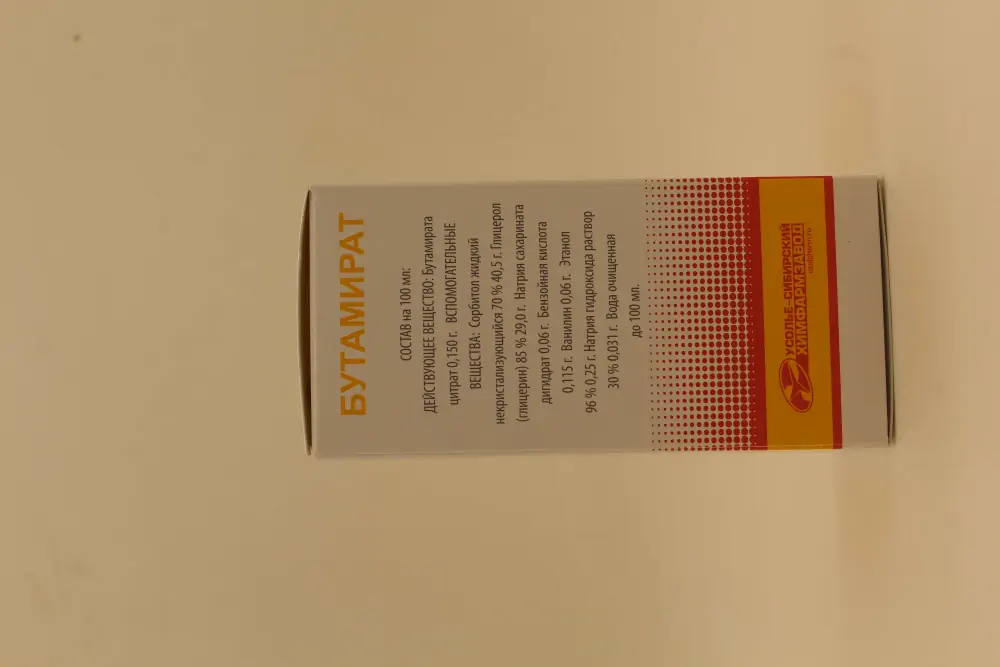 БУТАМИРАТ
СОСТАВ на 100 мл:
ДЕЙСТВУЮЩЕЕ ВЕЩЕСТВО: Бутамирата
цитрат 0,150 г. ВСПОМОГАТЕЛЬНЫЕ
ВЕЩЕСТВА: Сорбитол жидкий
некристализующийся 70 % 40,5 г. Глицерол
(глицерин) 85 % 29,0 г. Натрия сахарината
дигидрат 0,06 г. Бензойная кислота
0,115 г. Ванилин 0,06 г. Этанол
96 % 0,25 г. Натрия гидроксида раствор
30 % 0,031 г. Вода очищенная
до 100 мл.
УСОЛЬЕ-СИБИРСКИЙ
ХИМФАРМЗАВОД